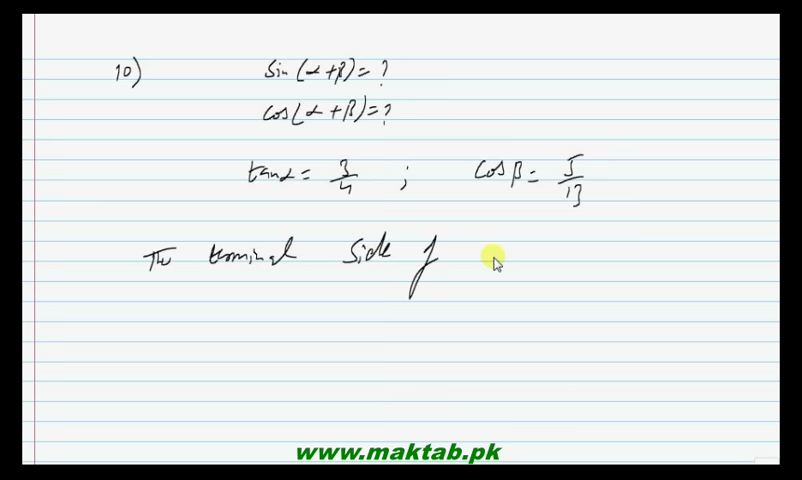 10) sin(α+β)=?
cos(α+β)=?
tanα = 3/4 ; cosβ = 5/13
The terminal side of
www.maktab.pk